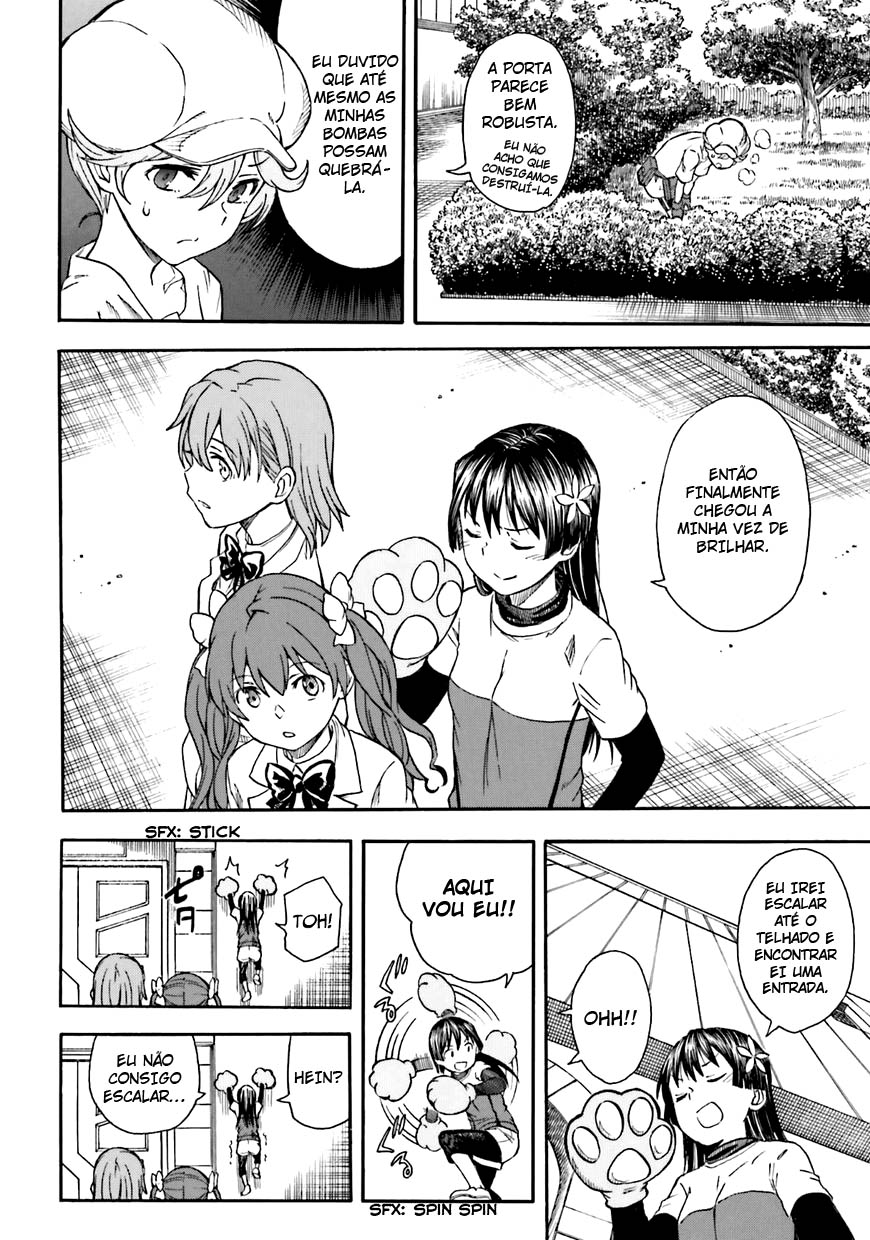 A PORTA
PARECE
BEM
ROBUSTA.
EU NÃO
ACHO QUE
CONSIGAMOS
DESTRUÍ-LA.
EU DUVIDO
QUE ATÉ
MESMO AS
MINHAS
BOMBAS
POSSAM
QUEBRÁ-
LA.
ENTÃO
FINALMENTE
CHEGOU A
MINHA VEZ DE
BRILHAR.
EU IREI
ESCALAR
ATÉ O
TELHADO E
ENCONTRAR
EI UMA
ENTRADA.
OHH!!
AQUI
VOU EU!!
SFX: SPIN SPIN
SFX: STICK
ピタ
TOH!
HEIN?
EU NÃO
CONSIGO
ESCALAR...